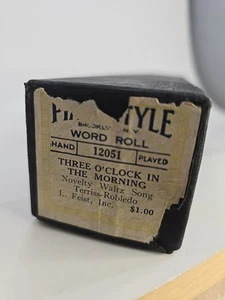 STYLE
WORD ROLL
HAND 12051 PLAYED
THREE O'CLOCK IN
THE MORNING
Novelty Waltz Song
Terriss-Robledo
L. Feist, Inc. $1.00